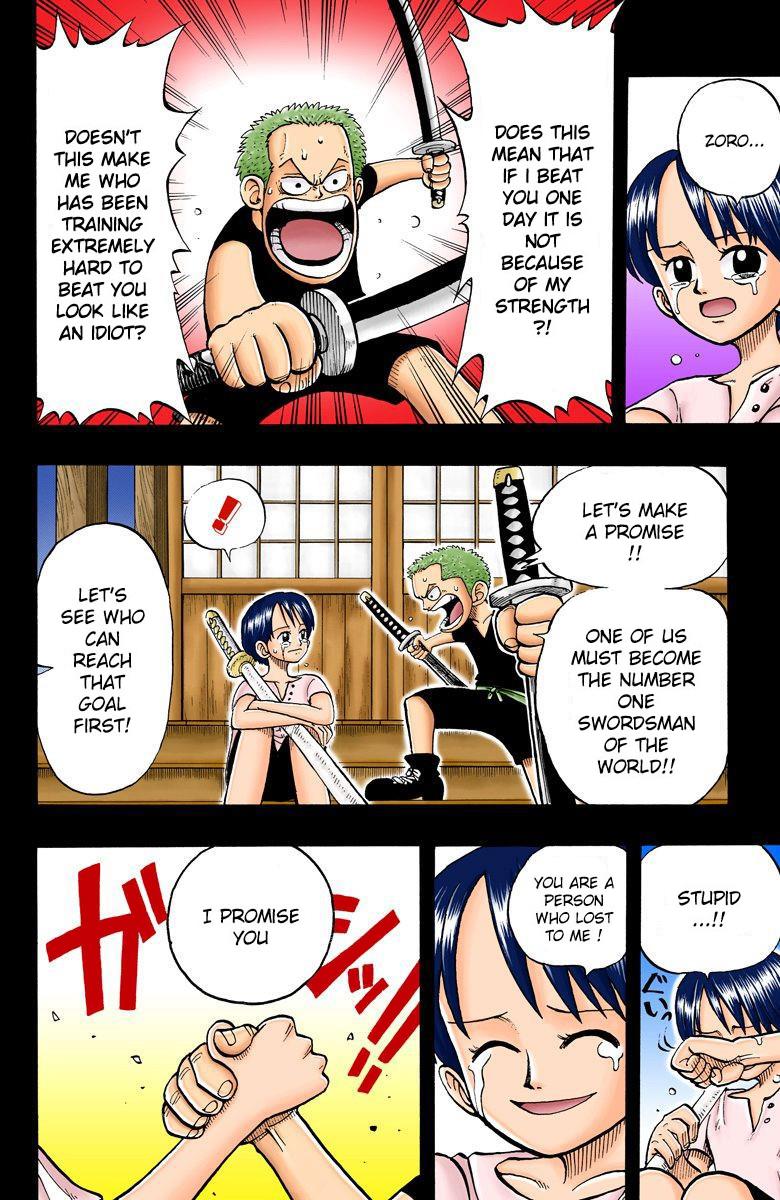 ZORO...
DOES THIS
MEAN THAT
IF I BEAT
YOU ONE
DAY IT IS
NOT
BECAUSE
OF MY
STRENGTH
?!
DOESN'T
THIS MAKE
ME WHO
HAS BEEN
TRAINING
EXTREMELY
HARD TO
BEAT YOU
LOOK LIKE
AN IDIOT?
LET'S MAKE
A PROMISE
!!
ONE OF US
MUST BECOME
THE NUMBER
ONE
SWORDSMAN
OF THE
WORLD!!
!
LET'S
SEE WHO
CAN
REACH
THAT
GOAL
FIRST!
STUPID
...!!
ぐいっ
YOU ARE A
PERSON
WHO LOST
TO ME !
I PROMISE
YOU
ガシッ!!